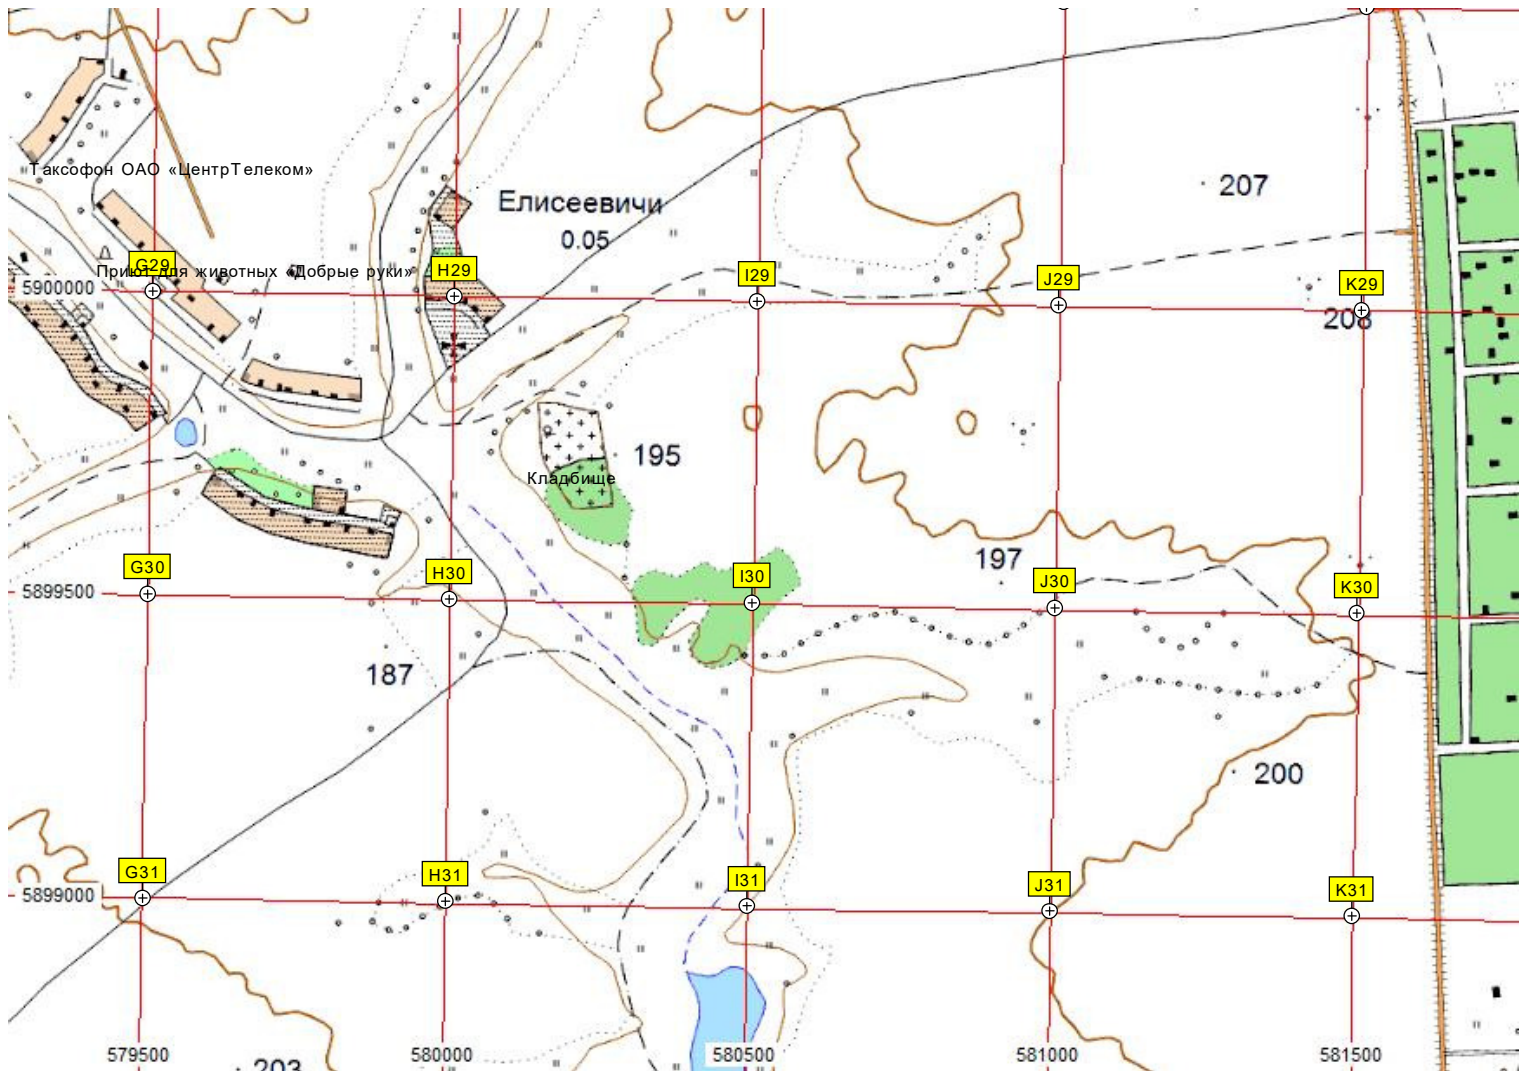 207
Таксофон ОАО «ЦентрТелеком»
Елисеевичи
0.05
G29
Приют для животных «Добрые руки»
H29
I29
J29
K29
5900000
208
195
Кладбище
197
G30
H30
I30
J30
K30
5899500
187
200
G31
H31
I31
J31
K31
5899000
579500
580000
580500
581000
581500
203